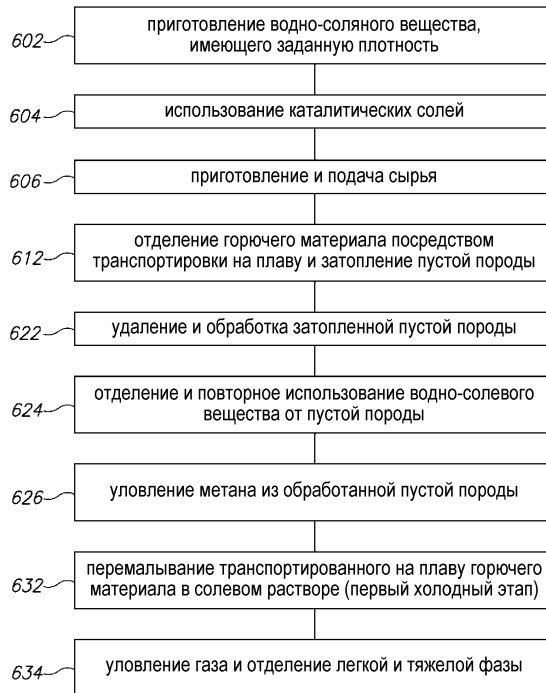 602
приготовление водно-соляного вещества,
имеющего заданную плотность
604
использование каталитических солей
606
приготовление и подача сырья
612
отделение горючего материала посредством
транспортировки на плаву и затопление пустой породы
622
удаление и обработка затопленной пустой породы
624
отделение и повторное использование водно-солевого
вещества от пустой породы
626
уловление метана из обработанной пустой породы
632
перемалывание транспортированного на плаву горючего
материала в солевом растворе (первый холодный этап)
634
уловление газа и отделение легкой и тяжелой фазы